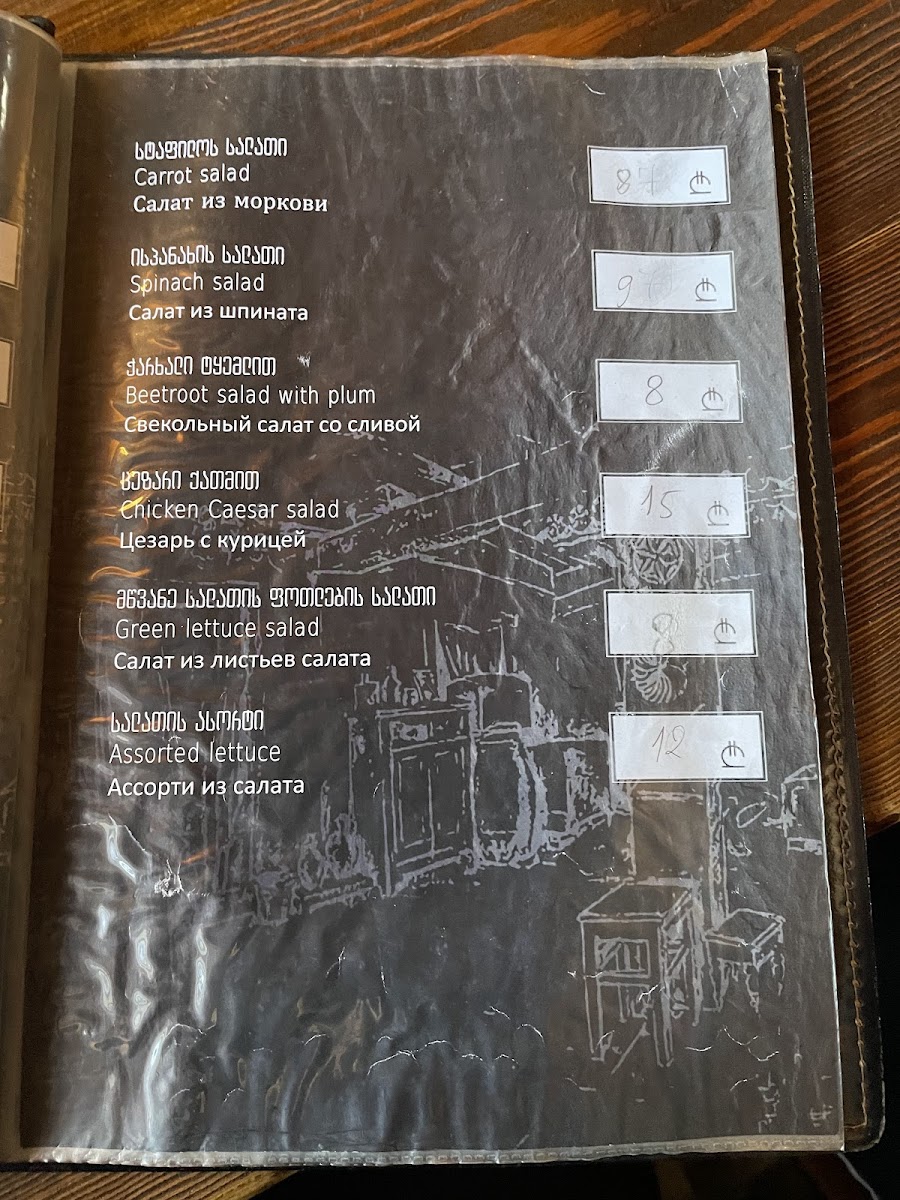 სტაფილოს სალათი
Carrot salad
Салат из моркови
8 ₾
ისპანახის სალათი
Spinach salad
Салат из шпината
9 ₾
ჭარხალი ტყემლით
Beetroot salad with plum
Свекольный салат со сливой
8 ₾
ცეზარი ქათმით
Chicken Caesar salad
Цезарь с курицей
15 ₾
მწვანე სალათის ფოთლების სალათი
Green lettuce salad
Салат из листьев салата
₾
სალათის ასორტი
Assorted lettuce
Ассорти из салата
12 ₾